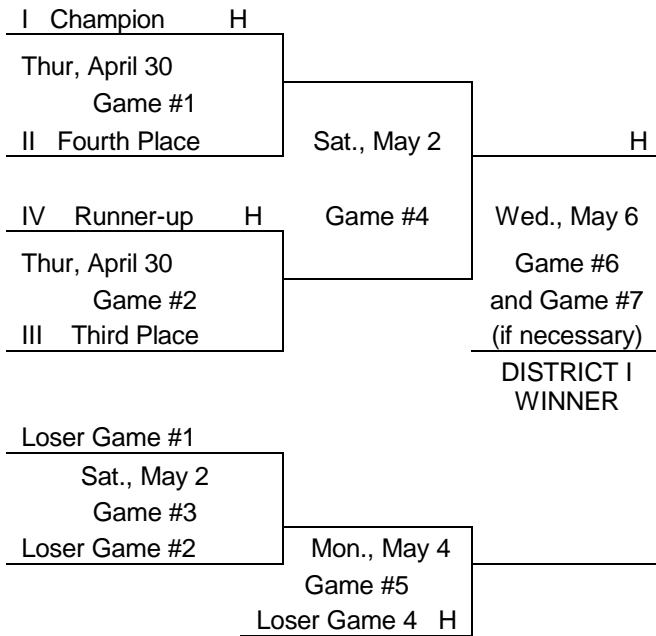 I Champion H
Thur, April 30
Game #1
II Fourth Place
Sat., May 2
H
IV Runner-up H
Game #4
Wed., May 6
Thur, April 30
Game #6
Game #2
and Game #7
III Third Place
(if necessary)
DISTRICT I
WINNER
Loser Game #1
Sat., May 2
Game #3
Loser Game #2
Mon., May 4
Game #5
Loser Game 4 H